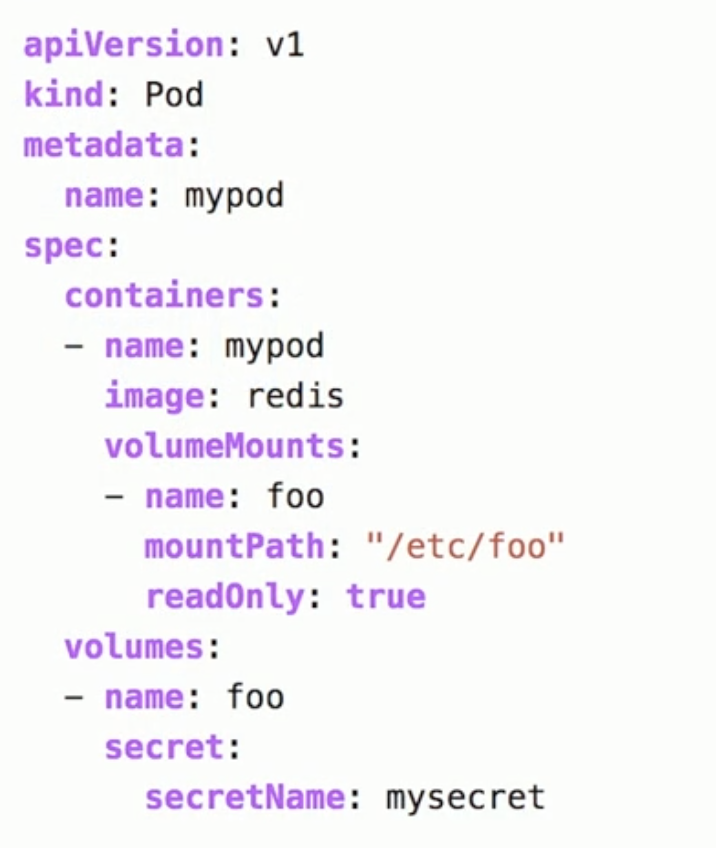 apiVersion: v1
kind: Pod
metadata:
  name: mypod
spec:
  containers:
  - name: mypod
    image: redis
    volumeMounts:
    - name: foo
      mountPath: "/etc/foo"
      readOnly: true
  volumes:
  - name: foo
    secret:
      secretName: mysecret